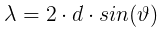 λ = 2 · d · sin(ϑ)